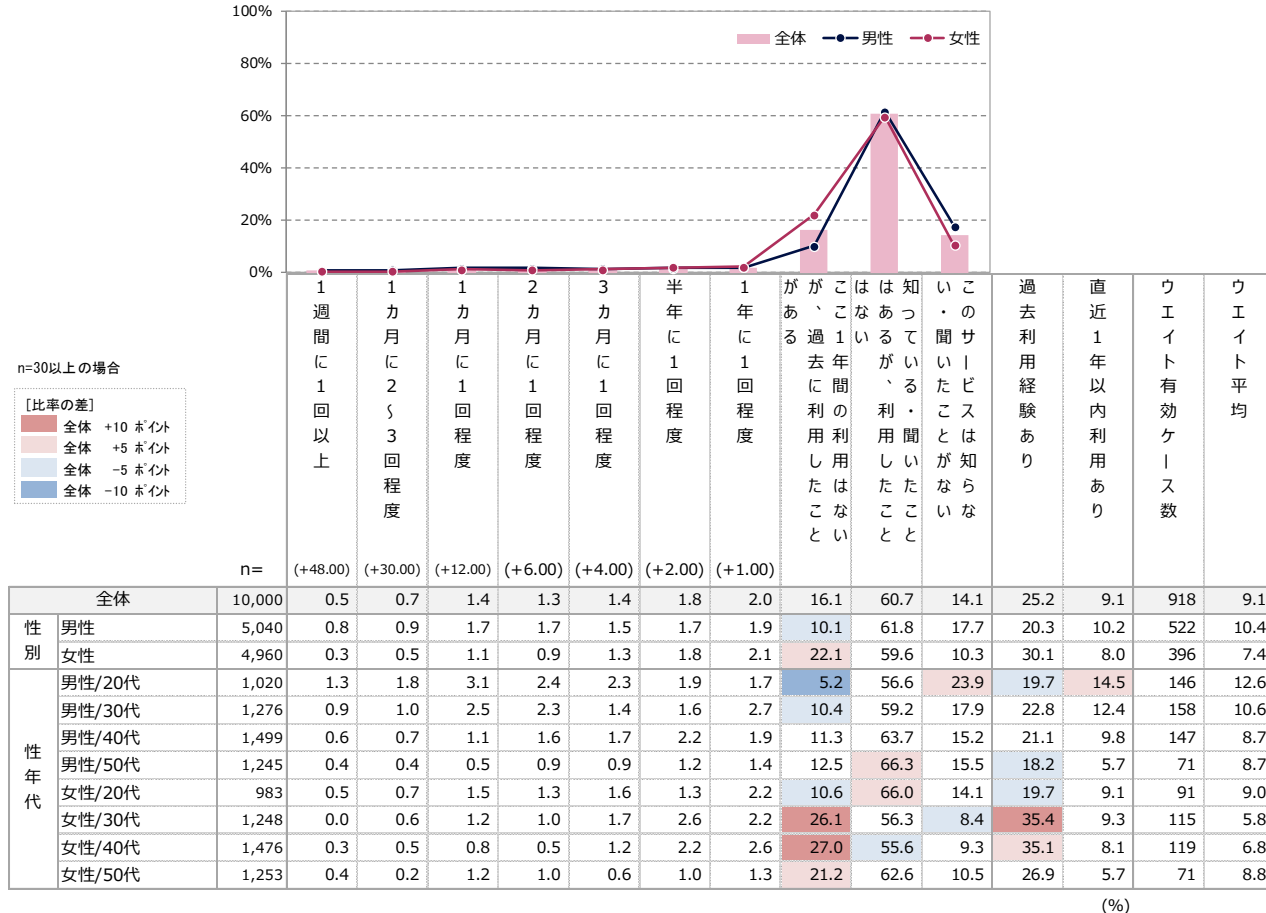 100%
80%
60%
40%
20%
0%
全体 男性 女性
n=30以上の場合
[比率の差]
全体 +10 ﾎﾟｲﾝﾄ
全体 +5 ﾎﾟｲﾝﾄ
全体 -5 ﾎﾟｲﾝﾄ
全体 -10 ﾎﾟｲﾝﾄ
1週間に1回以上
1カ月に2～3回程度
1カ月に1回程度
2カ月に1回程度
3カ月に1回程度
半年に1回程度
1年に1回程度
ここ1年間の利用はない
が、過去に利用したこと
がある
知っている・聞いたこと
はあるが、利用したこと
はない
このサービスは知らな
い・聞いたことがない
過去利用経験あり
直近1年以内利用あり
ウエイト有効ケース数
ウエイト平均
n= (+48.00) (+30.00) (+12.00) (+6.00) (+4.00) (+2.00) (+1.00)
全体 10,000 0.5 0.7 1.4 1.3 1.4 1.8 2.0 16.1 60.7 14.1 25.2 9.1 918 9.1
性別
男性 5,040 0.8 0.9 1.7 1.7 1.5 1.7 1.9 10.1 61.8 17.7 20.3 10.2 522 10.4
女性 4,960 0.3 0.5 1.1 0.9 1.3 1.8 2.1 22.1 59.6 10.3 30.1 8.0 396 7.4
性年代
男性/20代 1,020 1.3 1.8 3.1 2.4 2.3 1.9 1.7 5.2 56.6 23.9 19.7 14.5 146 12.6
男性/30代 1,276 0.9 1.0 2.5 2.3 1.4 1.6 2.7 10.4 59.2 17.9 22.8 12.4 158 10.6
男性/40代 1,499 0.6 0.7 1.1 1.6 1.7 2.2 1.9 11.3 63.7 15.2 21.1 9.8 147 8.7
男性/50代 1,245 0.4 0.4 0.5 0.9 0.9 1.2 1.4 12.5 66.3 15.5 18.2 5.7 71 8.7
女性/20代 983 0.5 0.7 1.5 1.3 1.6 1.3 2.2 10.6 66.0 14.1 19.7 9.1 91 9.0
女性/30代 1,248 0.0 0.6 1.2 1.0 1.7 2.6 2.2 26.1 56.3 8.4 35.4 9.3 115 5.8
女性/40代 1,476 0.3 0.5 0.8 0.5 1.2 2.2 2.6 27.0 55.6 9.3 35.1 8.1 119 6.8
女性/50代 1,253 0.4 0.2 1.2 1.0 0.6 1.0 1.3 21.2 62.6 10.5 26.9 5.7 71 8.8
(%)